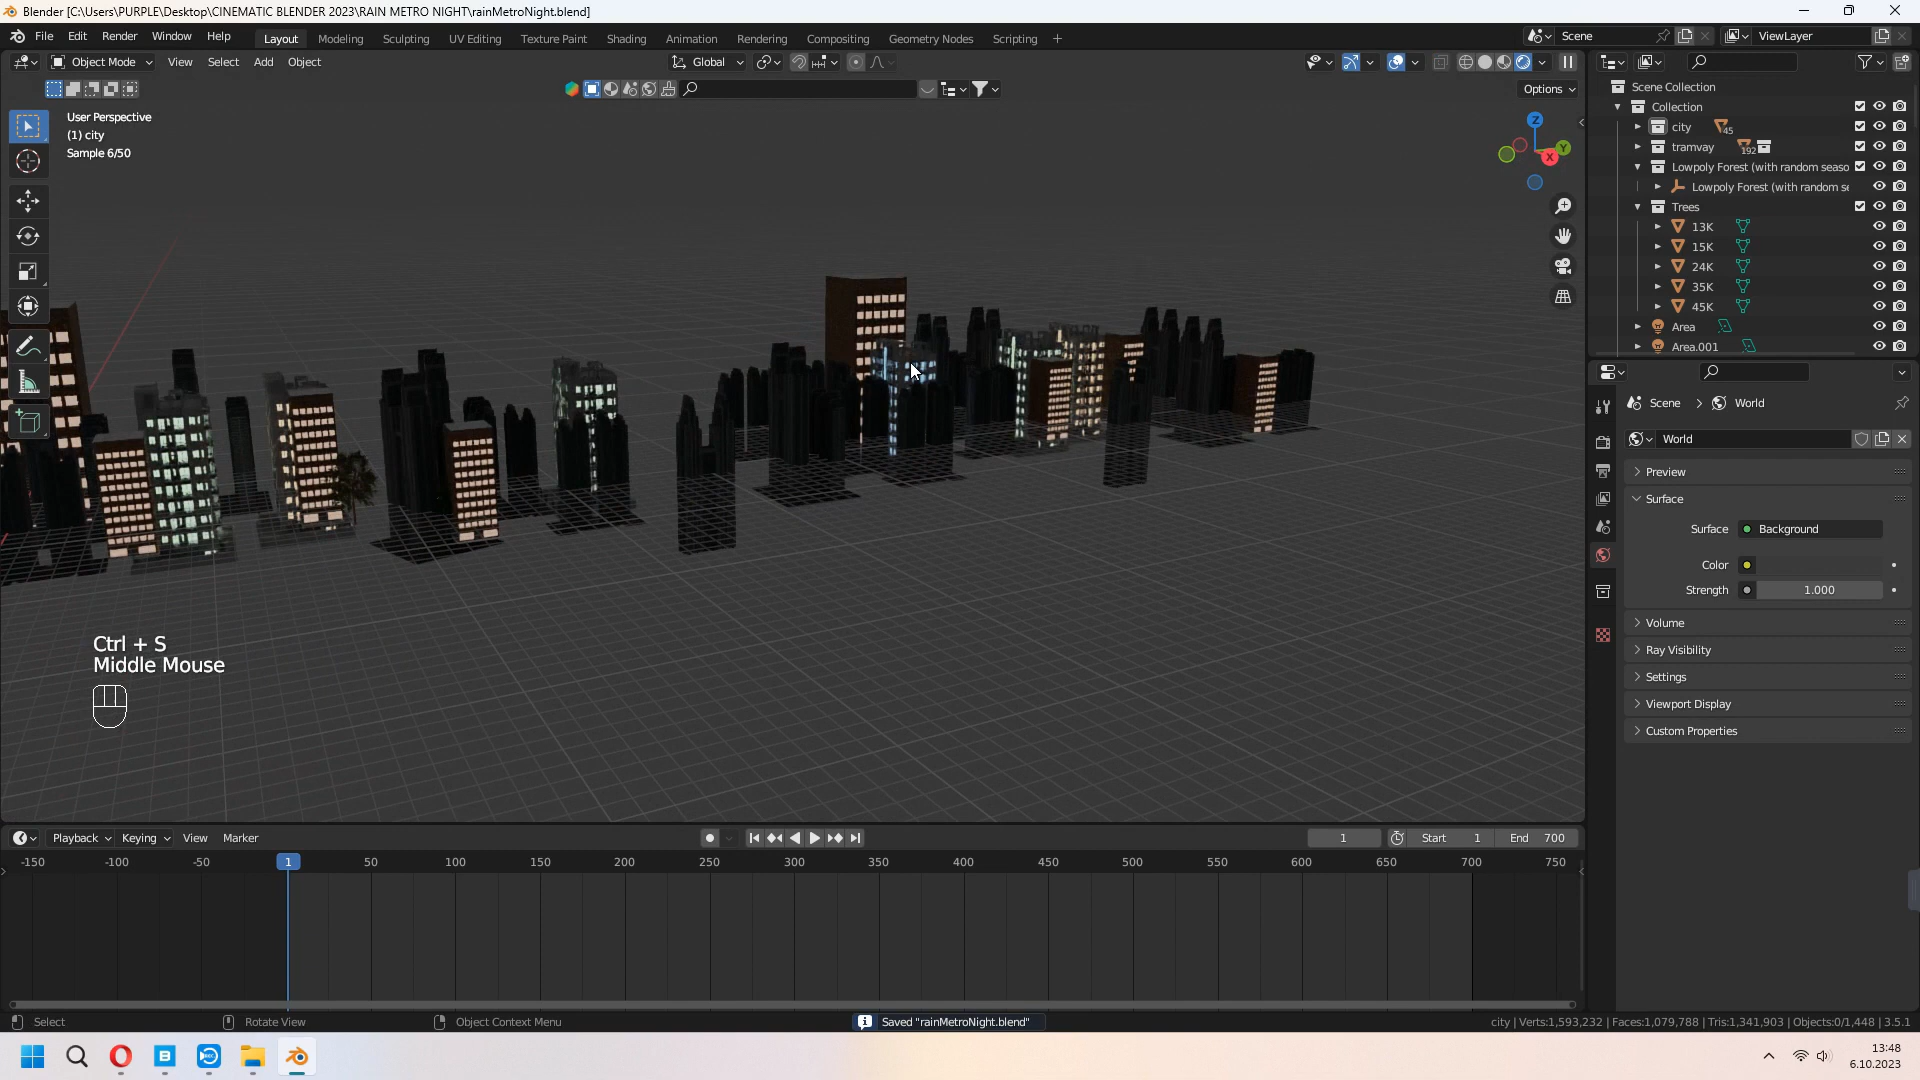 Blender [C:\Users\PURPLE\Desktop\CINEMATIC BLENDER 2023\RAIN METRO NIGHT\rainMetroNight.blend]
File Edit Render Window Help Layout Modeling Sculpting UV Editing Texture Paint Shading Animation Rendering Compositing Geometry Nodes Scripting + Scene ViewLayer
Object Mode View Select Add Object Global
Options
User Perspective
(1) city
Sample 6/50
Z
Y
X
Scene Collection
Collection
city 45
tramvay 192
Lowpoly Forest (with random seaso
Lowpoly Forest (with random se
Trees
13K
15K
24K
35K
45K
Area
Area.001
Scene > World
World
Preview
Surface
Surface Background
Color
Strength 1.000
Volume
Ray Visibility
Settings
Viewport Display
Custom Properties
Ctrl + S
Middle Mouse
Playback Keying View Marker 1 Start 1 End 700
-150 -100 -50 1 50 100 150 200 250 300 350 400 450 500 550 600 650 700 750
Select Rotate View Object Context Menu Saved "rainMetroNight.blend" city | Verts:1,593,232 | Faces:1,079,788 | Tris:1,341,903 | Objects:0/1,448 | 3.5.1
13:48
6.10.2023